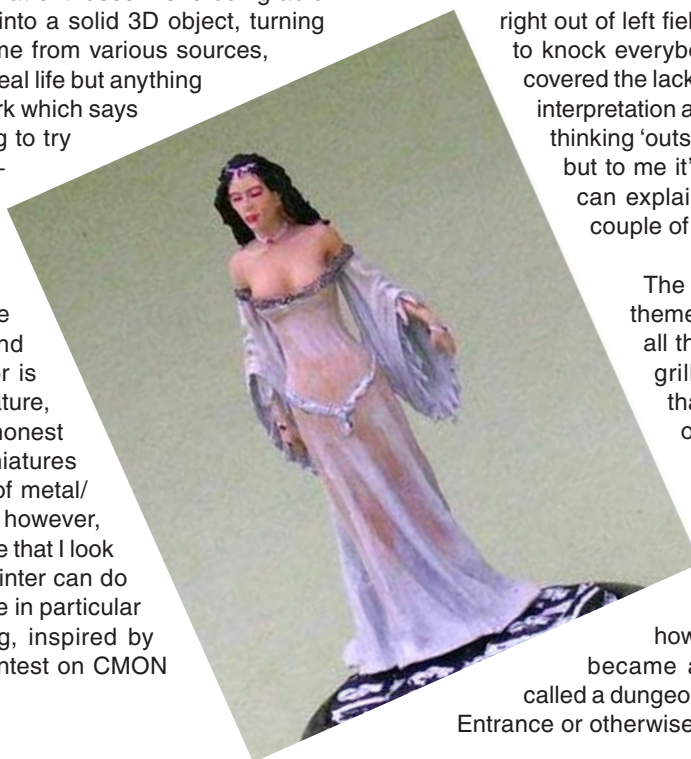 into a solid 3D object, turning
me from various sources,
eal life but anything
rk which says
g to try
-
e
nd
r is
ature,
honest
niatures
of metal/
however,
e that I look
inter can do
e in particular
g, inspired by
ntest on CMON
right out of left fiel
to knock everybo
covered the lack
interpretation a
thinking ‘outs
but to me it’
can explai
couple of
The
theme
all th
gril
tha
o
how
became a
called a dungeo
Entrance or otherwise